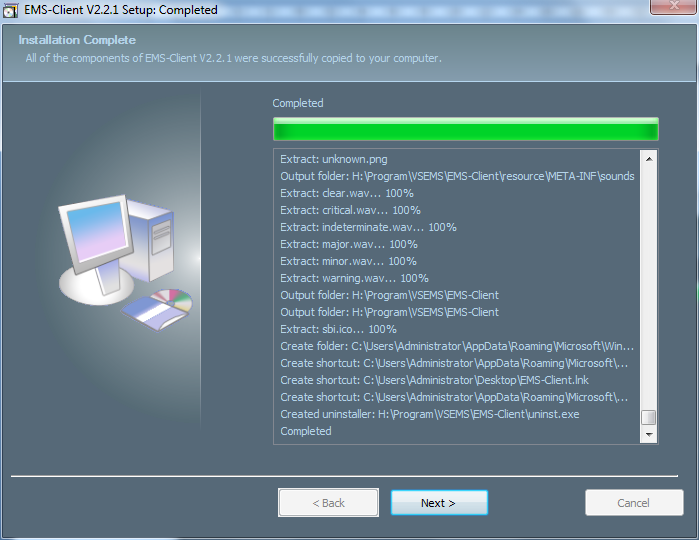 EMS-Client V2.2.1 Setup: Completed
Installation Complete
All of the components of EMS-Client V2.2.1 were successfully copied to your computer.
Completed
Extract: unknown.png
Output folder: H:\Program\VSEMS\EMS-Client\resource\META-INF\sounds
Extract: clear.wav... 100%
Extract: critical.wav... 100%
Extract: indeterminate.wav... 100%
Extract: major.wav... 100%
Extract: minor.wav... 100%
Extract: warning.wav... 100%
Output folder: H:\Program\VSEMS\EMS-Client
Output folder: H:\Program\VSEMS\EMS-Client
Extract: sbi.ico... 100%
Create folder: C:\Users\Administrator\AppData\Roaming\Microsoft\Win...
Create shortcut: C:\Users\Administrator\AppData\Roaming\Microsoft\...
Create shortcut: C:\Users\Administrator\Desktop\EMS-Client.lnk
Create shortcut: C:\Users\Administrator\AppData\Roaming\Microsoft\...
Created uninstaller: H:\Program\VSEMS\EMS-Client\uninst.exe
Completed
< Back
Next >
Cancel